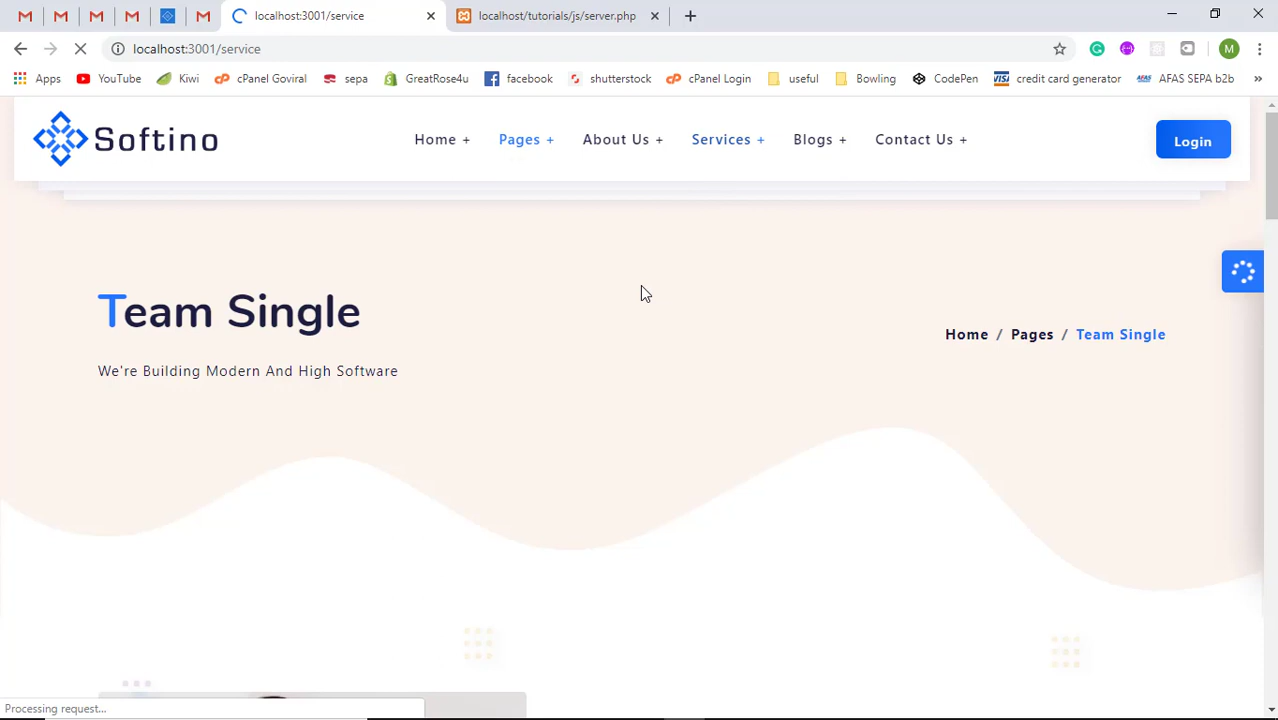 localhost:3001/service
localhost/tutorials/js/server.php
localhost:3001/service
M
Apps YouTube Kiwi cPanel Goviral sepa GreatRose4u facebook shutterstock cPanel Login useful Bowling CodePen VISA credit card generator AFAS AFAS SEPA b2b »
Softino
Home + Pages + About Us + Services + Blogs + Contact Us +
Login
Team Single
Home / Pages / Team Single
We're Building Modern And High Software
Processing request...